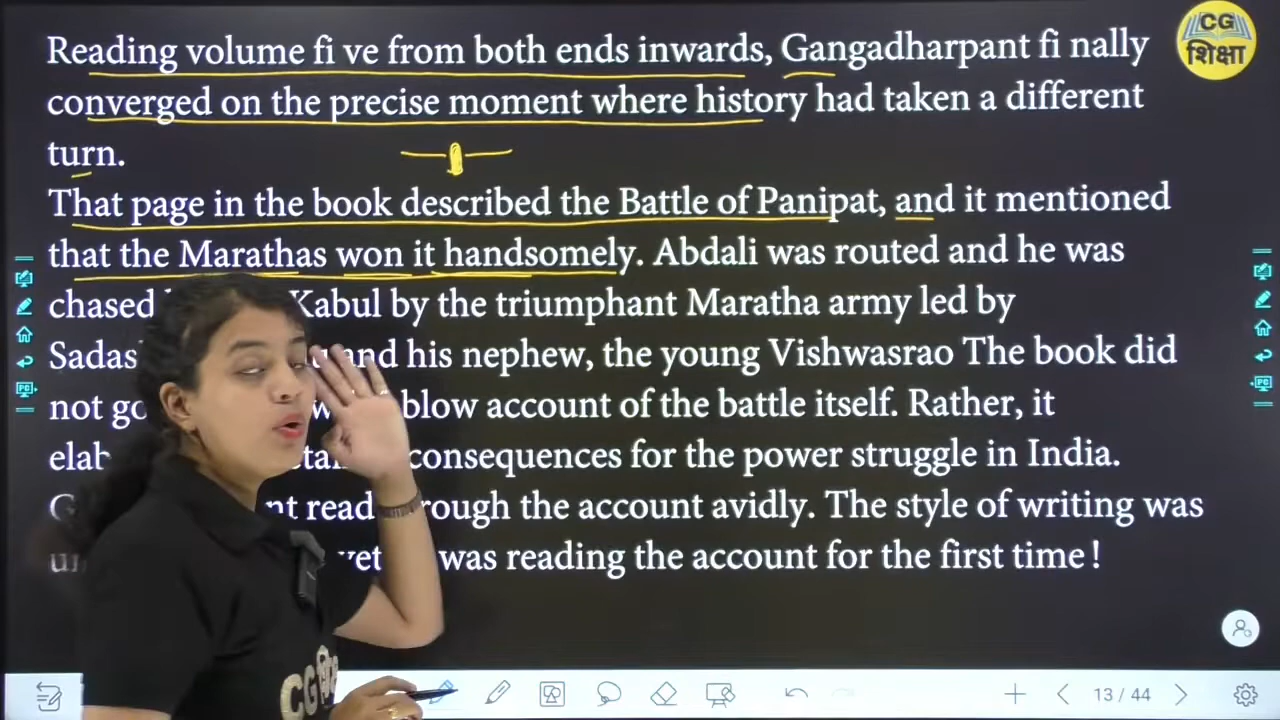 CG
शिक्षा
Reading volume fi ve from both ends inwards, Gangadharpant fi nally
converged on the precise moment where history had taken a different
turn.
That page in the book described the Battle of Panipat, and it mentioned
that the Marathas won it handsomely. Abdali was routed and he was
chased Kabul by the triumphant Maratha army led by
and his nephew, the young Vishwasrao The book did
not blow account of the battle itself. Rather, it
consequences for the power struggle in India.
read the account avidly. The style of writing was
was reading the account for the first time!
CG
13 / 44